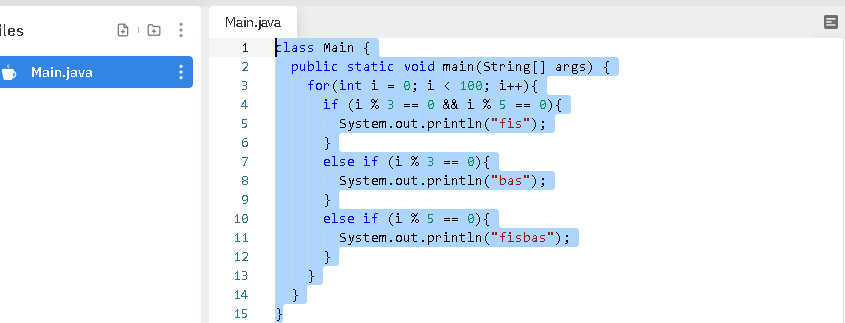 iles
Main.java
Main.java
1 class Main {
2 public static void main(String[] args) {
3 for(int i = 0; i < 100; i++){
4 if (i % 3 == 0 && i % 5 == 0){
5 System.out.println("fis");
6 }
7 else if (i % 3 == 0){
8 System.out.println("bas");
9 }
10 else if (i % 5 == 0){
11 System.out.println("fisbas");
12 }
13 }
14 }
15 }